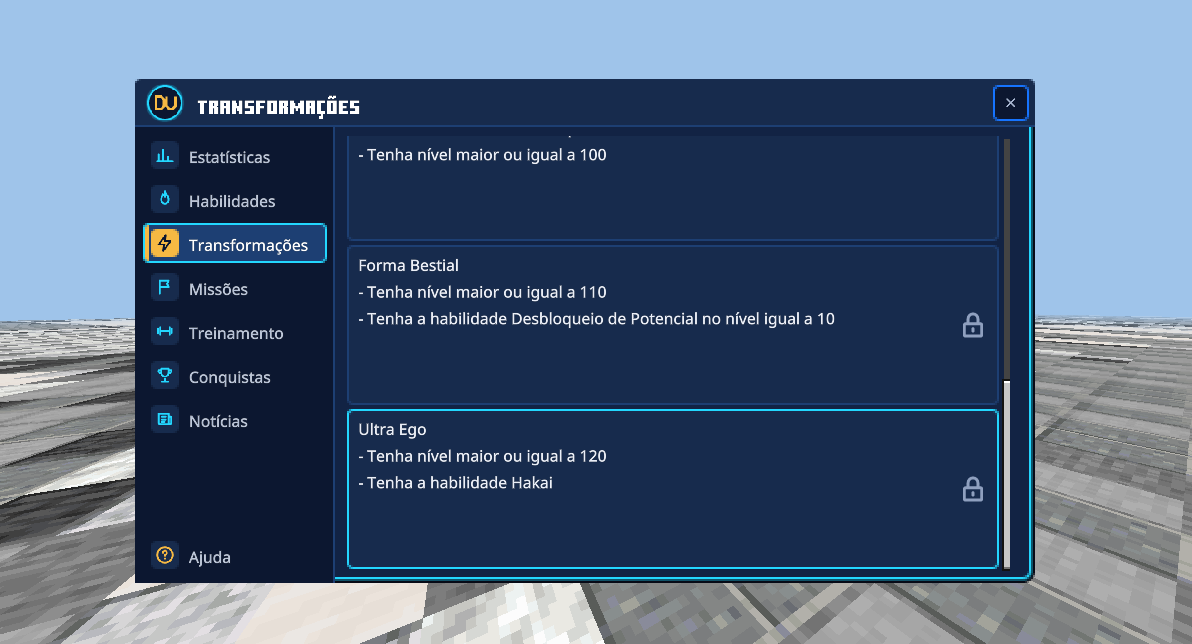 DU
TRANSFORMAÇÕES
Estatísticas
Habilidades
Transformações
Missões
Treinamento
Conquistas
Notícias
Ajuda
- Tenha nível maior ou igual a 100
Forma Bestial
- Tenha nível maior ou igual a 110
- Tenha a habilidade Desbloqueio de Potencial no nível igual a 10
Ultra Ego
- Tenha nível maior ou igual a 120
- Tenha a habilidade Hakai